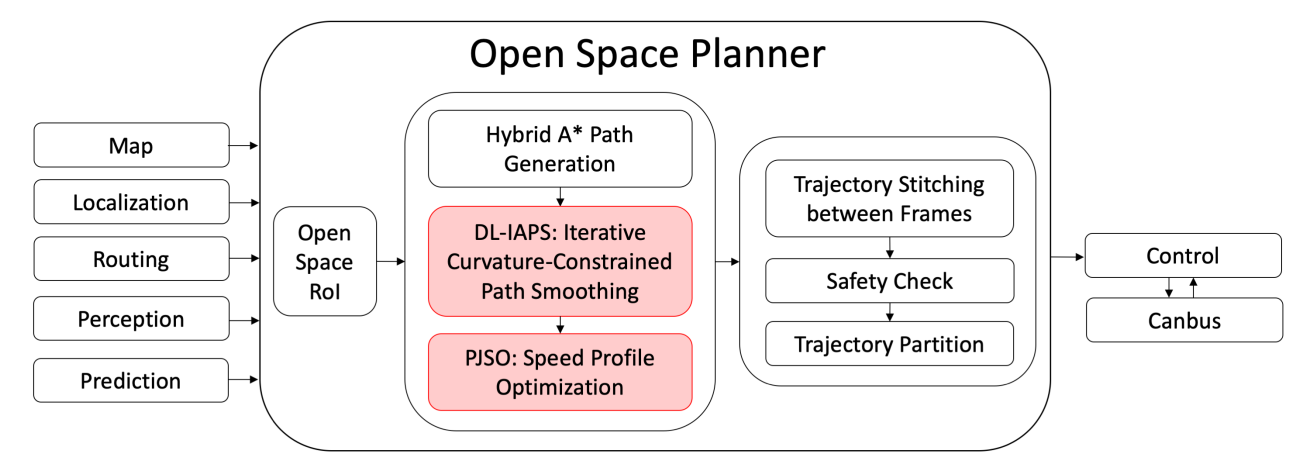 Open Space Planner
Map
Localization
Routing
Perception
Prediction
Open
Space
RoI
Hybrid A* Path
Generation
DL-IAPS: Iterative
Curvature-Constrained
Path Smoothing
PJSO: Speed Profile
Optimization
Trajectory Stitching
between Frames
Safety Check
Trajectory Partition
Control
Canbus